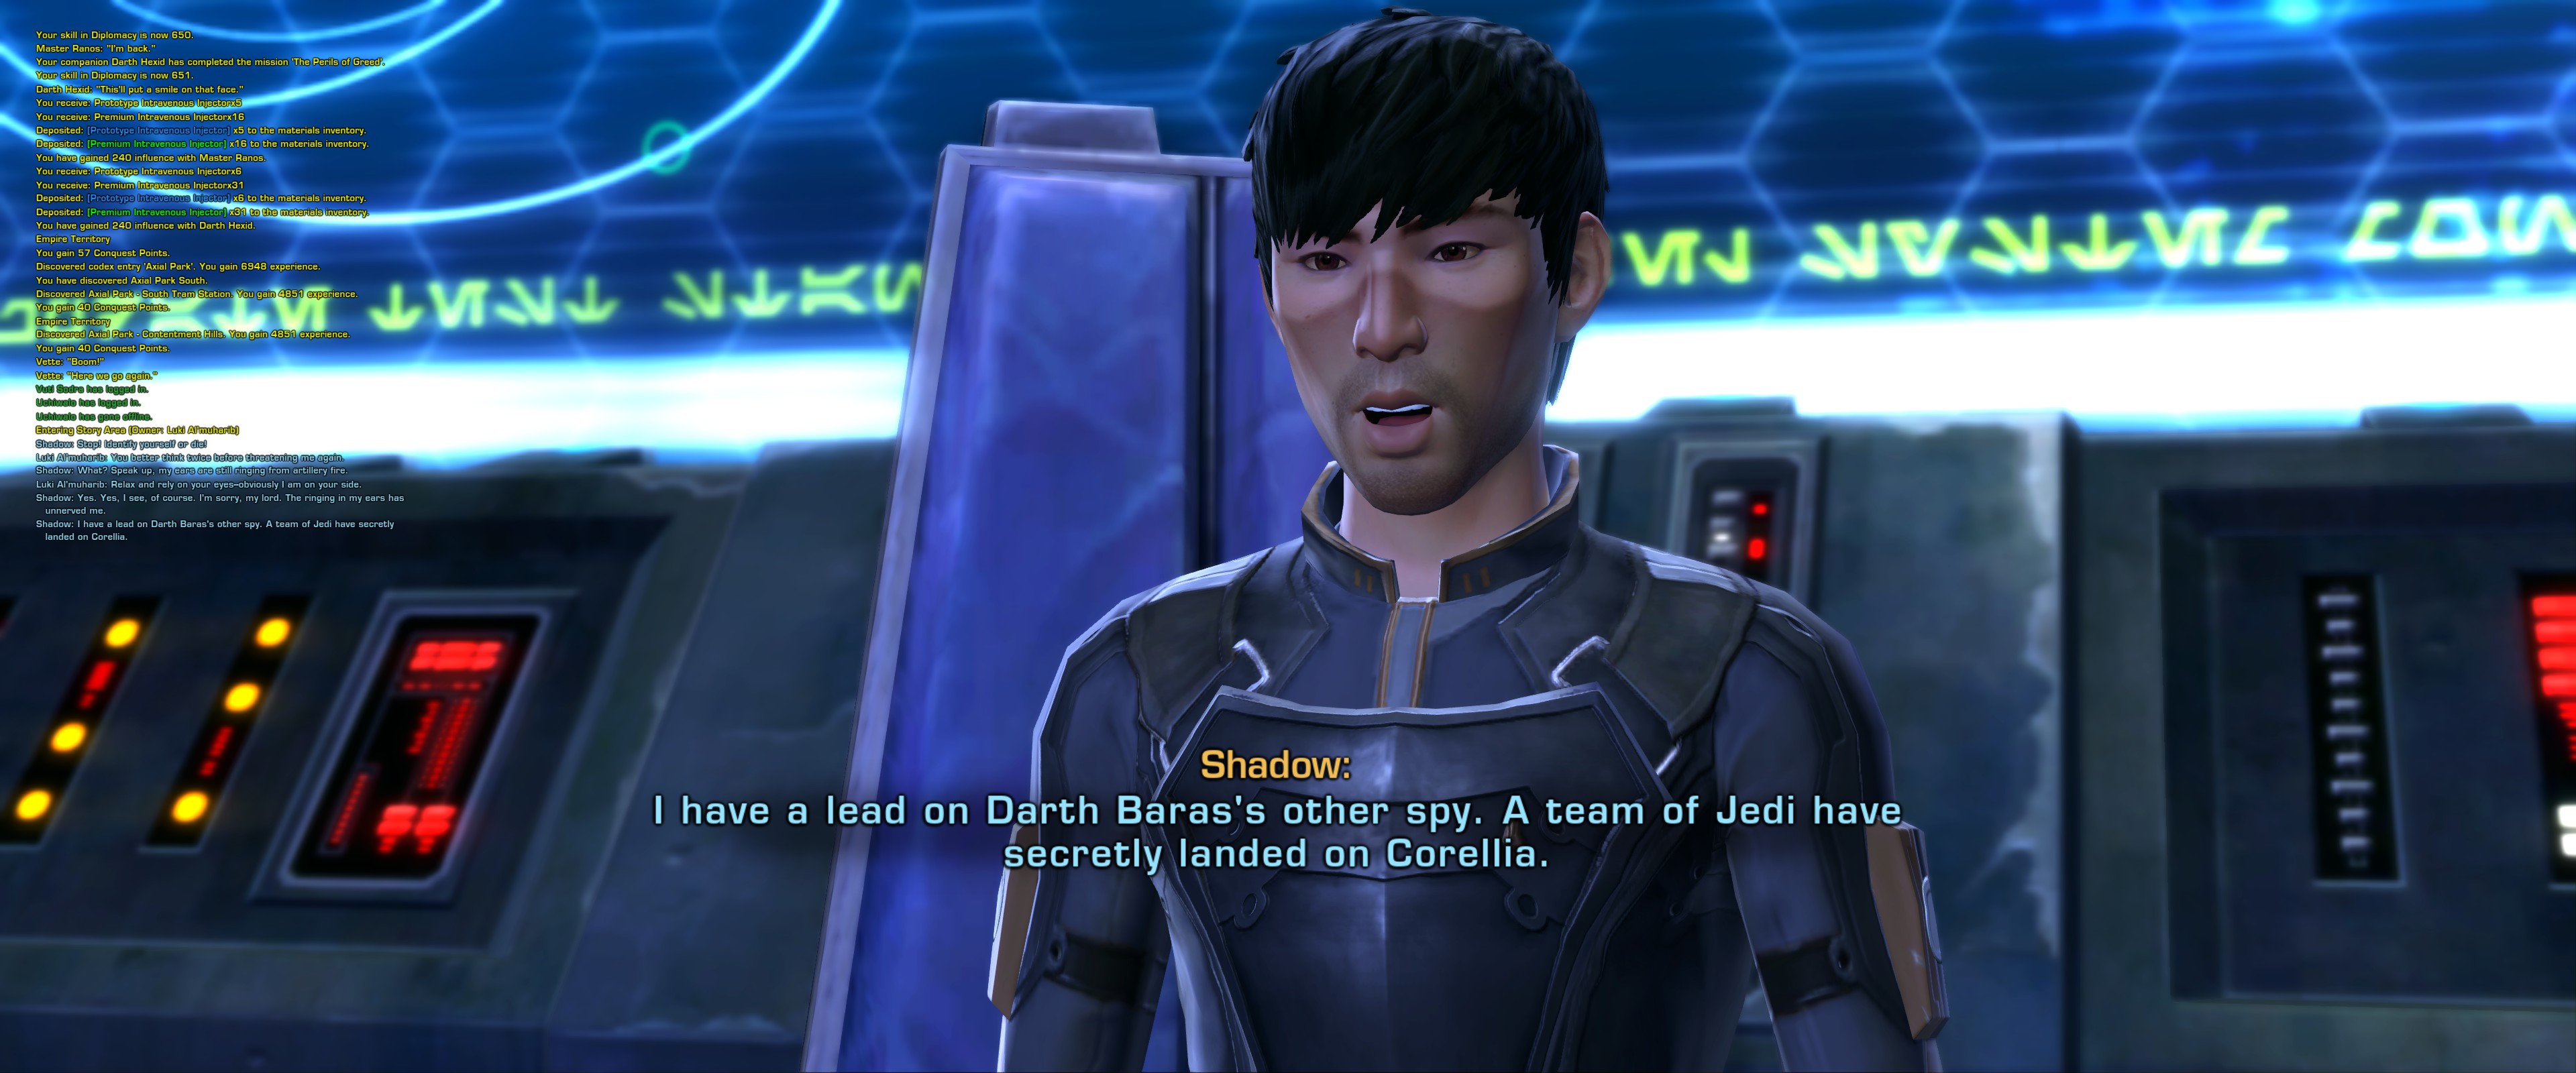 Your skill in Diplomacy is now 650.
Master Ranos: "I'm back."
Your companion Darth Hexid has completed the mission 'The Perils of Greed'.
Your skill in Diplomacy is now 651.
Darth Hexid: "This'll put a smile on that face."
You receive: Prototype Intravenous Injectorx5
You receive: Premium Intravenous Injectorx16
Deposited: [Prototype Intravenous Injector] x5 to the materials inventory.
Deposited: [Premium Intravenous Injector] x16 to the materials inventory.
You have gained 240 influence with Master Ranos.
You receive: Prototype Intravenous Injectorx6
You receive: Premium Intravenous Injectorx31
Deposited: [Prototype Intravenous Injector] x6 to the materials inventory.
Deposited: [Premium Intravenous Injector] x31 to the materials inventory.
You have gained 240 influence with Darth Hexid.
Empire Territory
You gain 57 Conquest Points.
Discovered codex entry 'Axial Park'. You gain 6948 experience.
You have discovered Axial Park South.
Discovered Axial Park - South Tram Station. You gain 4851 experience.
You gain 40 Conquest Points.
Empire Territory
Discovered Axial Park - Contentment Hills. You gain 4851 experience.
You gain 40 Conquest Points.
Vette: "Boom!"
Vette: "Here we go again."
has logged in.
Uchiwaio has logged in.
Uchiwaio has gone offline.
Entering Story Area (Owner: Luki Al'muharib)
Shadow: Stop! Identify yourself or die!
Luki Al'muharib: You better think twice before threatening me again.
Shadow: What? Speak up, my ears are still ringing from artillery fire.
Luki Al'muharib: Relax and rely on your eyes—obviously I am on your side.
Shadow: Yes. Yes, I see, of course. I'm sorry, my lord. The ringing in my ears has
unnerved me.
Shadow: I have a lead on Darth Baras's other spy. A team of Jedi have secretly
landed on Corellia.
Shadow:
I have a lead on Darth Baras's other spy. A team of Jedi have
secretly landed on Corellia.